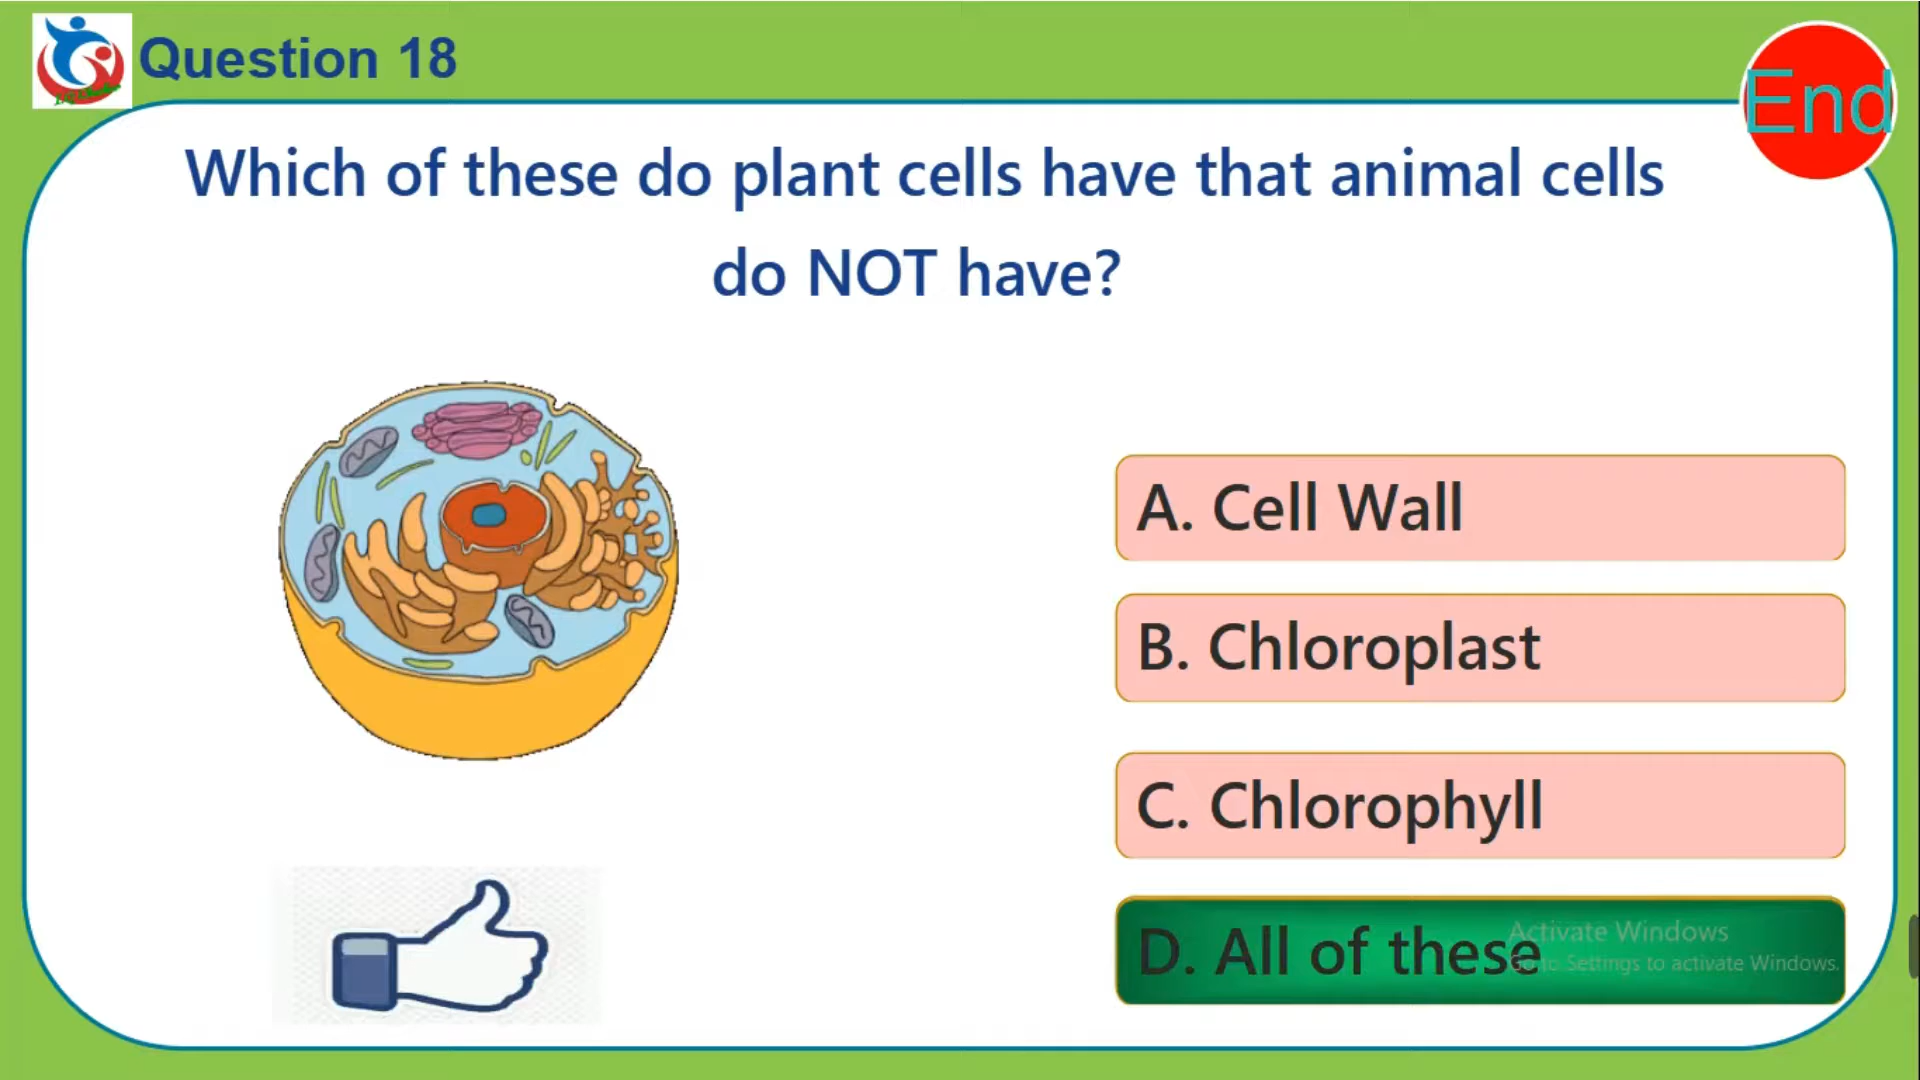 Question 18
End
Which of these do plant cells have that animal cells
do NOT have?
A. Cell Wall
B. Chloroplast
C. Chlorophyll
D. All of these
Activate Windows
Go to Settings to activate Windows.